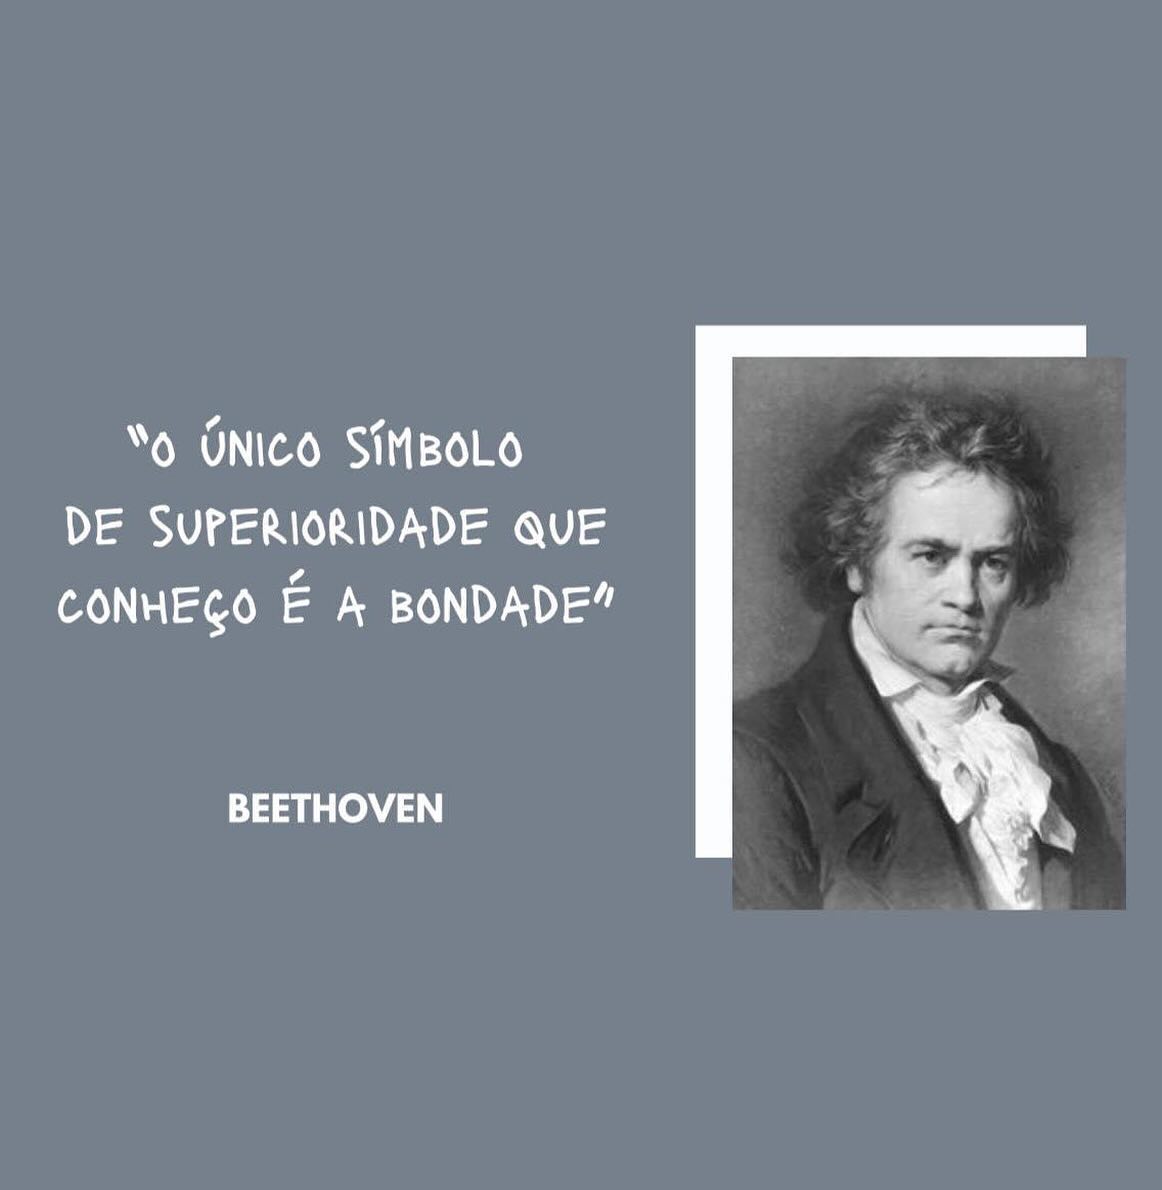 "O ÚNICO SÍMBOLO
DE SUPERIORIDADE QUE
CONHEÇO É A BONDADE"
BEETHOVEN